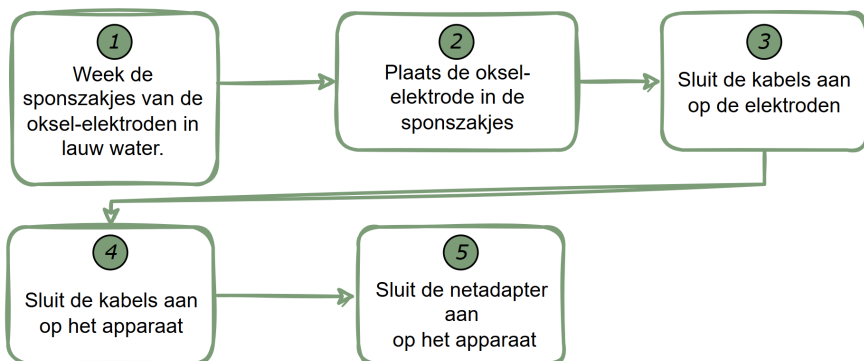 1
Week de
sponszakjes van de
oksel-elektroden in
lauw water.
2
Plaats de oksel-
elektrode in de
sponszakjes
3
Sluit de kabels aan
op de elektroden
4
Sluit de kabels aan
op het apparaat
5
Sluit de netadapter
aan
op het apparaat